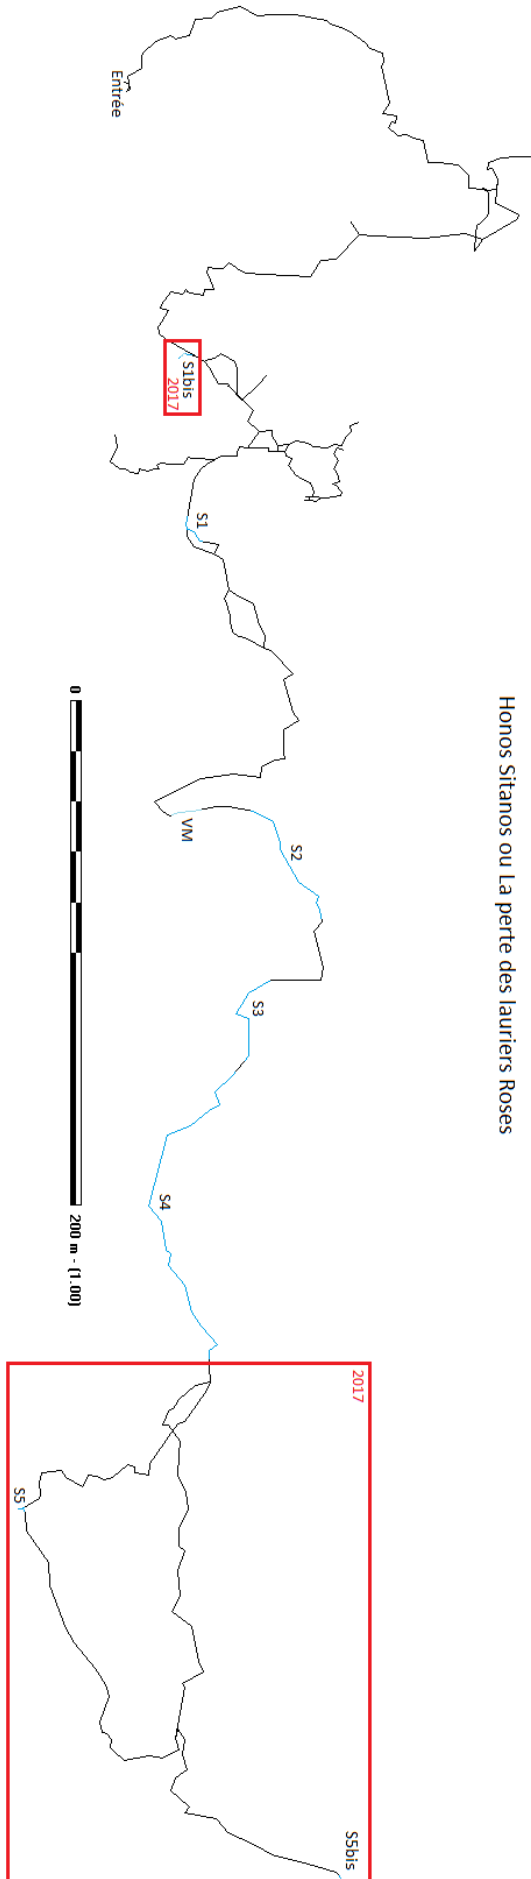 Honos Sitanos ou La perte des lauriers Roses
Entrée
S1bis
2017
S1
VM
S2
S3
S4
0
200 m - (1.00)
2017
S5
S5bis